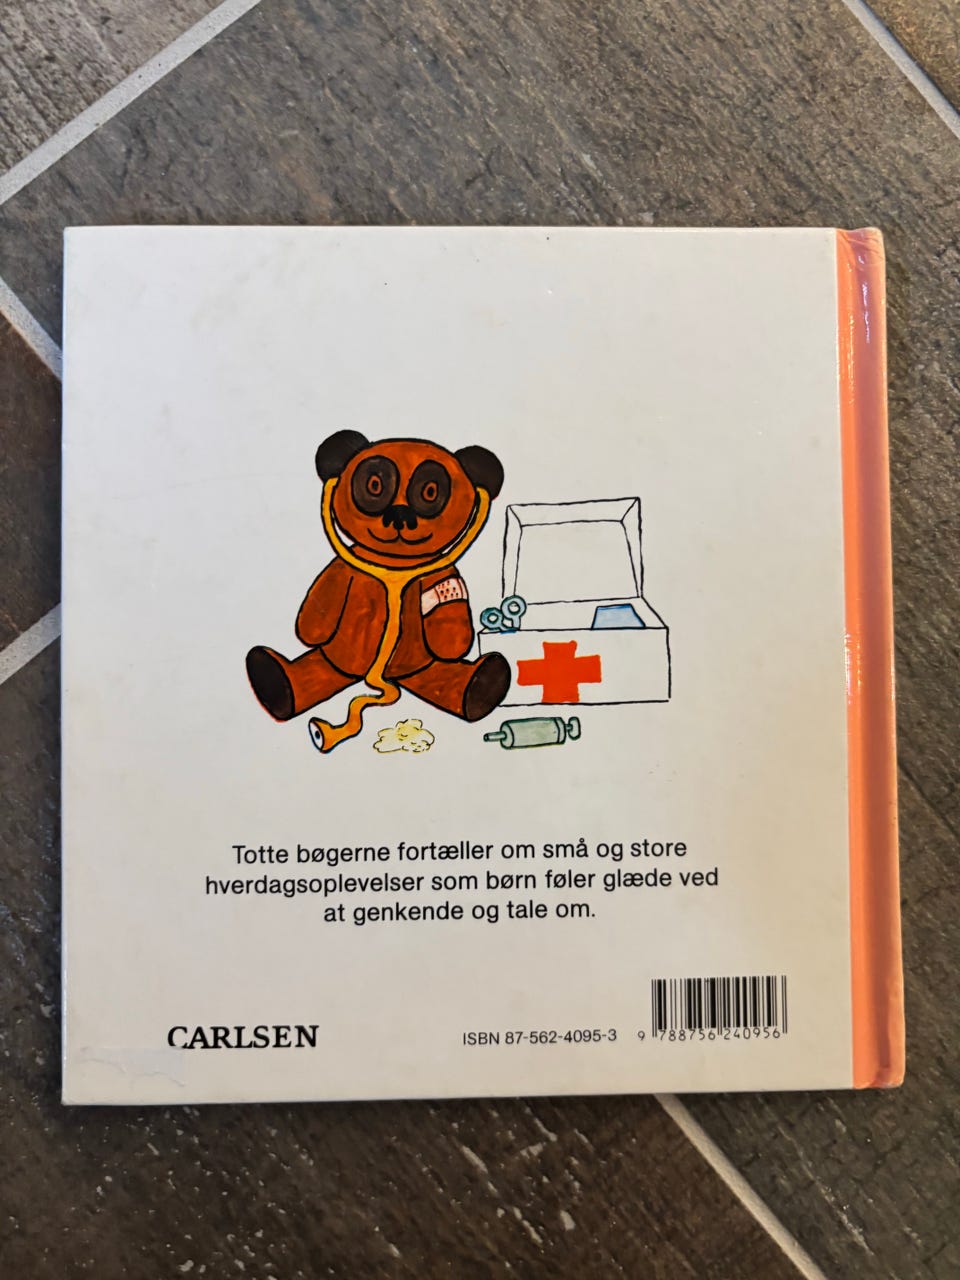 Totte bøgerne fortæller om små og store
hverdagsoplevelser som børn føler glæde ved
at genkende og tale om.
CARLSEN
ISBN 87-562-4095-3
9 788756 240956